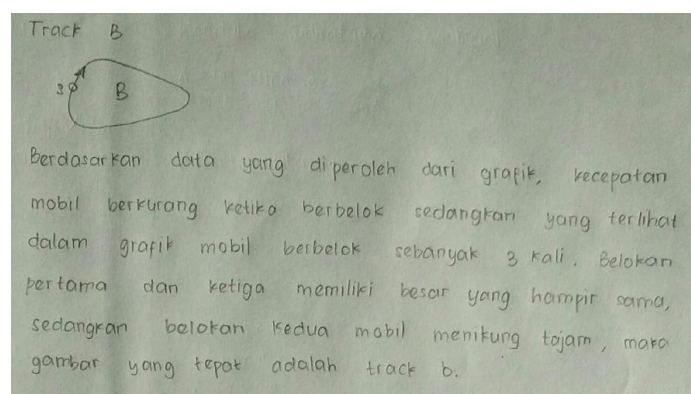 Track B
S
B
Berdasarkan data yang diperoleh dari grafik, kecepatan
mobil berkurang ketika berbelok sedangkan yang terlihat
dalam grafik mobil berbelok sebanyak 3 kali. Belokan
pertama dan ketiga memiliki besar yang hampir sama,
sedangkan belokan kedua mobil menikung tajam, maka
gambar yang tepat adalah track b.